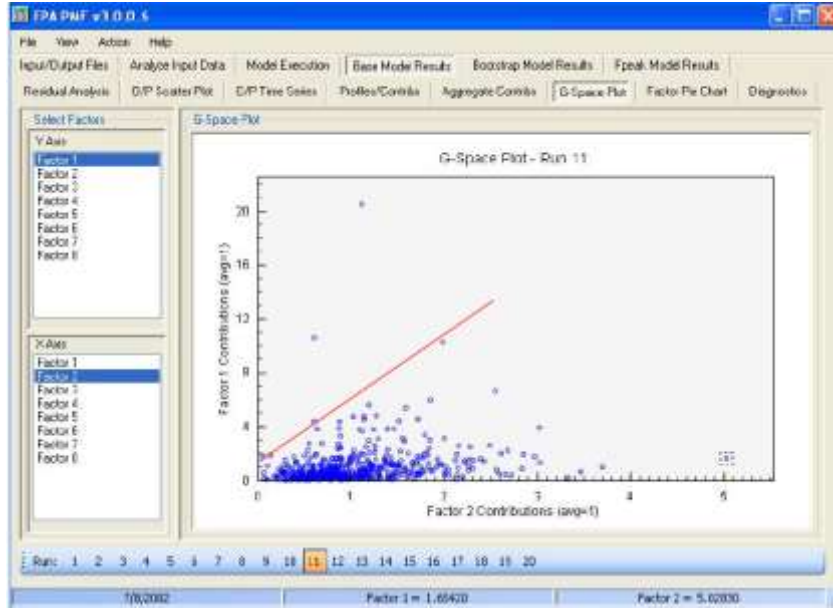 EPA PMF v3.0.0.6
File View Action Help
Input/Output Files Analyze Input Data Model Execution Base Model Results Bootstrap Model Results Fpeak Model Results
Residual Analysis O/P Scatter Plot O/P Time Series Profiles/Contribs Aggregate Contribs G-Space Plot Factor Pie Chart Diagnostics
Select Factors
G-Space Plot
Y Axis
Factor 1
Factor 2
Factor 3
Factor 4
Factor 5
Factor 6
Factor 7
Factor 8
X Axis
Factor 1
Factor 2
Factor 3
Factor 4
Factor 5
Factor 6
Factor 7
Factor 8
G-Space Plot - Run 11
Factor 1 Contributions (avg=1)
20
16
12
8
4
0
0 1 2 3 4 5
Factor 2 Contributions (avg=1)
Run: 1 2 3 4 5 6 7 8 9 10 11 12 13 14 15 16 17 18 19 20
7/8/2002 Factor 1 = 1.65420 Factor 2 = 5.02830